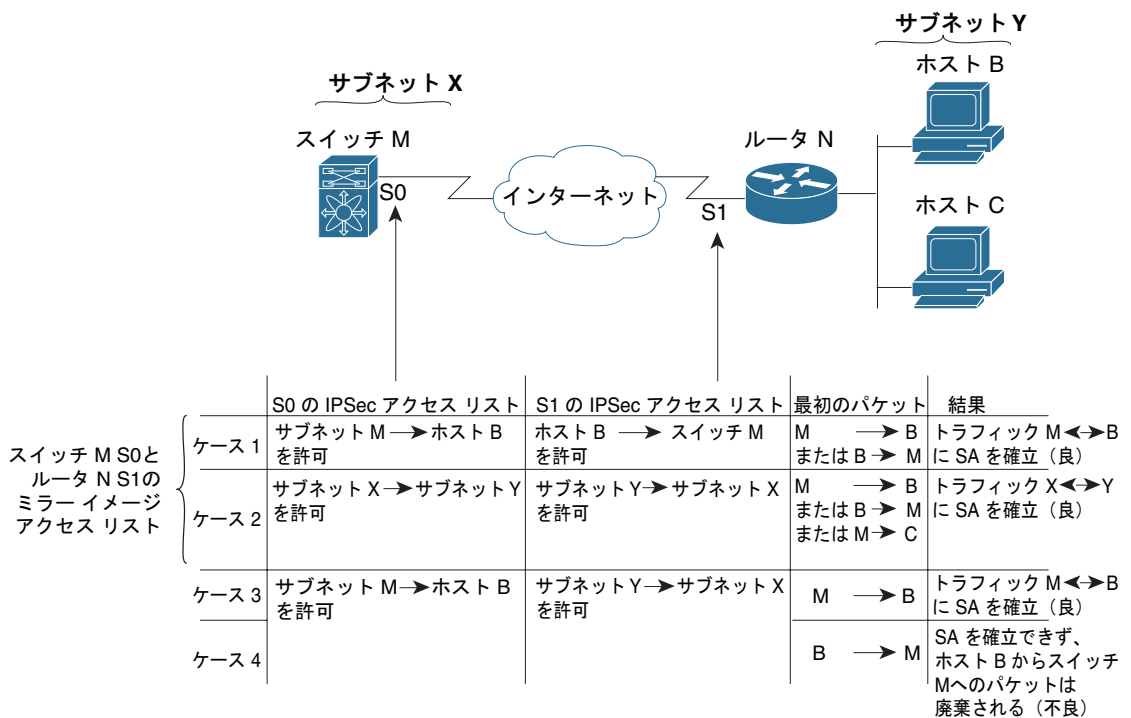 サブネット Y
ホスト B
サブネット X
スイッチ M
ルータ N
S0
インターネット
S1
ホスト C
S0 の IPSec アクセス リスト
S1 の IPSec アクセス リスト
最初のパケット
結果
スイッチ M S0と
ルータ N S1の
ミラー イメージ
アクセス リスト
ケース 1
サブネット M→ホスト B
を許可
ホスト B → スイッチ M
を許可
M → B
または B → M
トラフィック M↔B
に SA を確立（良）
ケース 2
サブネット X→サブネット Y
を許可
サブネット Y→サブネット X
を許可
M → B
または B→ M
または M→ C
トラフィック X↔Y
に SA を確立（良）
ケース 3
サブネット M→ホスト B
を許可
サブネット Y→サブネット X
を許可
M → B
トラフィック M↔B
に SA を確立（良）
ケース 4
B → M
SA を確立できず、
ホスト B からスイッチ
Mへのパケットは
廃棄される（不良）